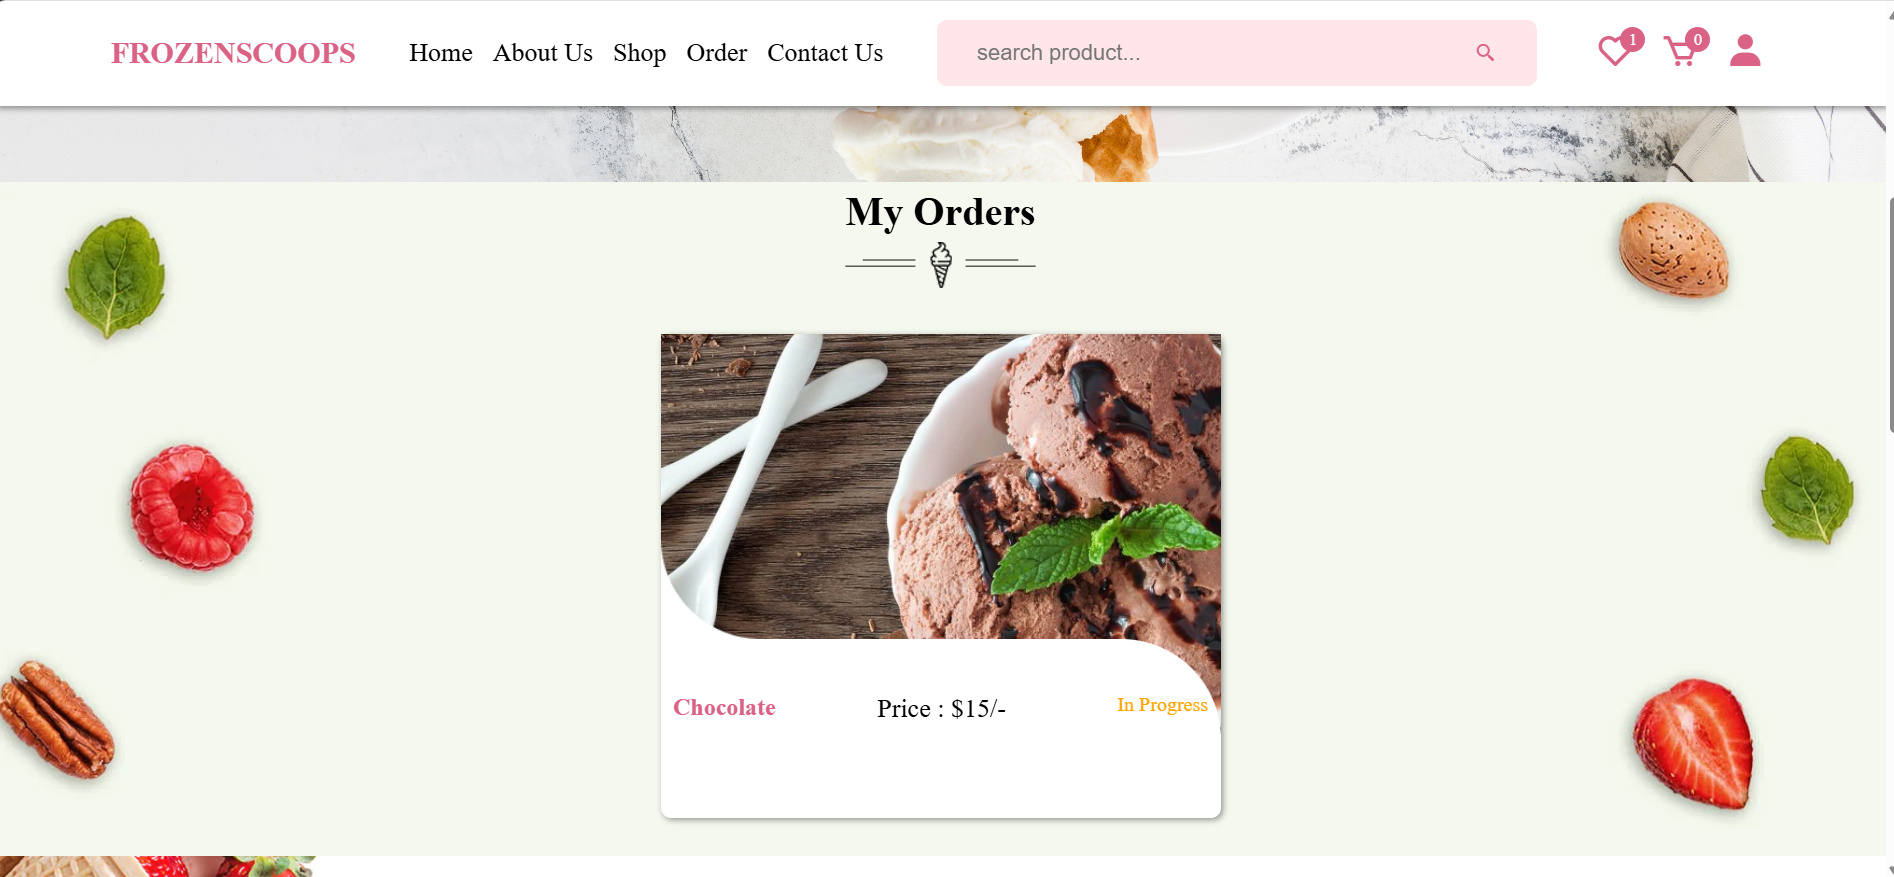 FROZENSCOOPS Home About Us Shop Order Contact Us search product... 1 0
My Orders
Chocolate Price : $15/- In Progress